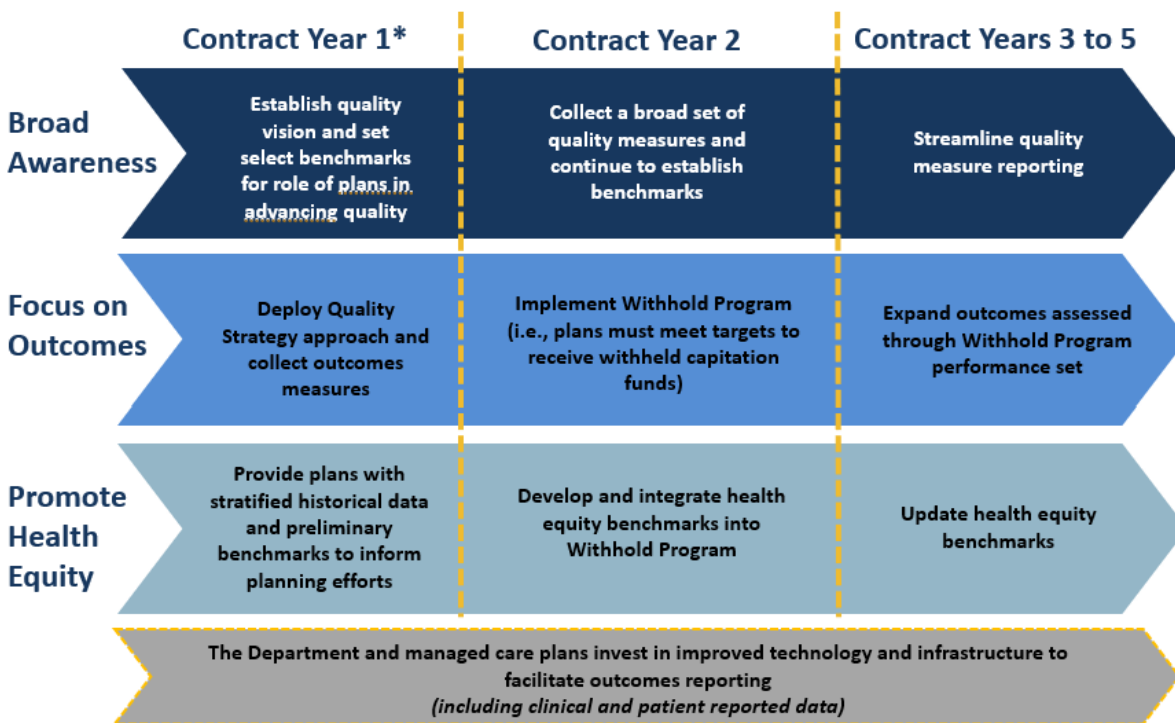 Contract Year 1*
Contract Year 2
Contract Years 3 to 5
Broad
Awareness
Establish quality
vision and set
select benchmarks
for role of plans in
advancing quality
Collect a broad set of
quality measures and
continue to establish
benchmarks
Streamline quality
measure reporting
Focus on
Outcomes
Deploy Quality
Strategy approach and
collect outcomes
measures
Implement Withhold Program
(i.e., plans must meet targets to
receive withheld capitation
funds)
Expand outcomes assessed
through Withhold Program
performance set
Promote
Health
Equity
Provide plans with
stratified historical data
and preliminary
benchmarks to inform
planning efforts
Develop and integrate health
equity benchmarks into
Withhold Program
Update health equity
benchmarks
The Department and managed care plans invest in improved technology and infrastructure to
facilitate outcomes reporting
(including clinical and patient reported data)